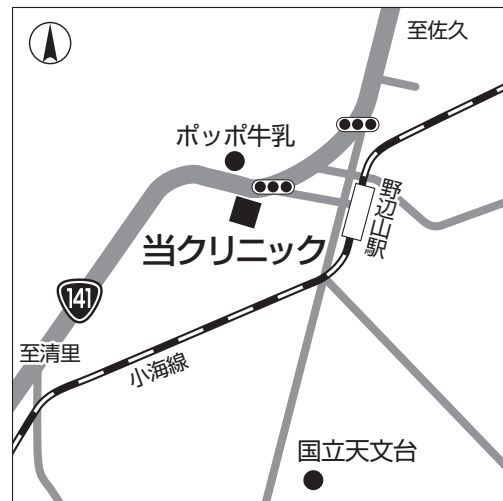 至佐久
ポッポ牛乳
野辺山駅
当クリニック
141
至清里
小海線
国立天文台